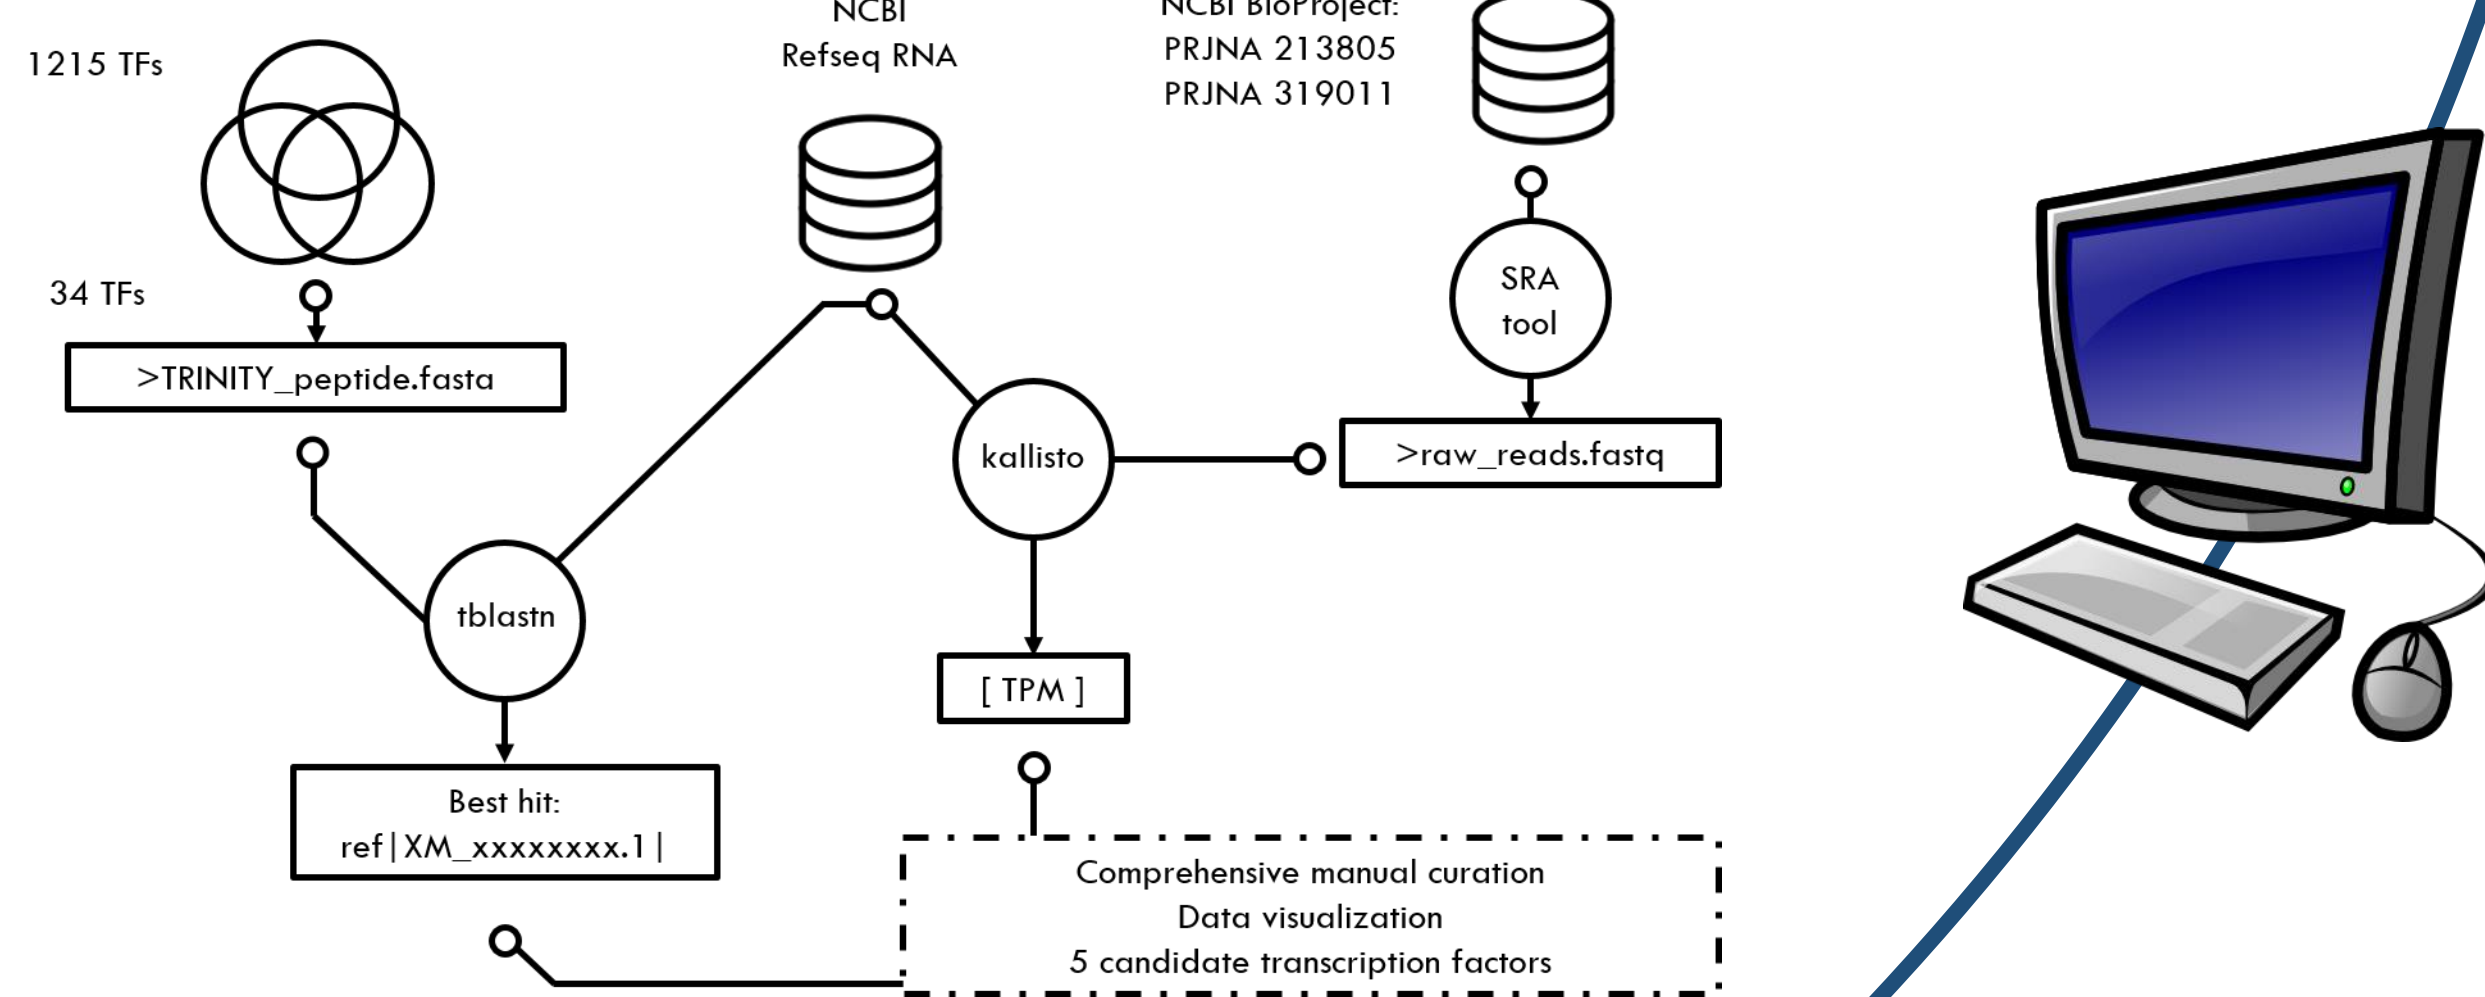 1215 TFs
34 TFs
>TRINITY_peptide.fasta
NCBI
Refseq RNA
NCBI BioProject:
PRJNA 213805
PRJNA 319011
SRA
tool
>raw_reads.fastq
kallisto
tblastn
[ TPM ]
Best hit:
ref|XM_xxxxxxxx.1|
Comprehensive manual curation
Data visualization
5 candidate transcription factors